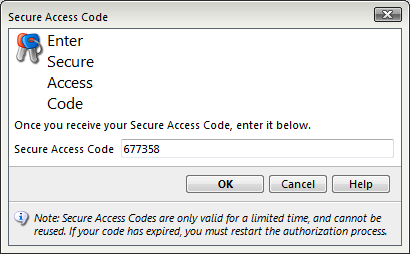 Secure Access Code
Enter
Secure
Access
Code
Once you receive your Secure Access Code, enter it below.
Secure Access Code 677358
OK Cancel Help
Note: Secure Access Codes are only valid for a limited time, and cannot be
reused. If your code has expired, you must restart the authorization process.